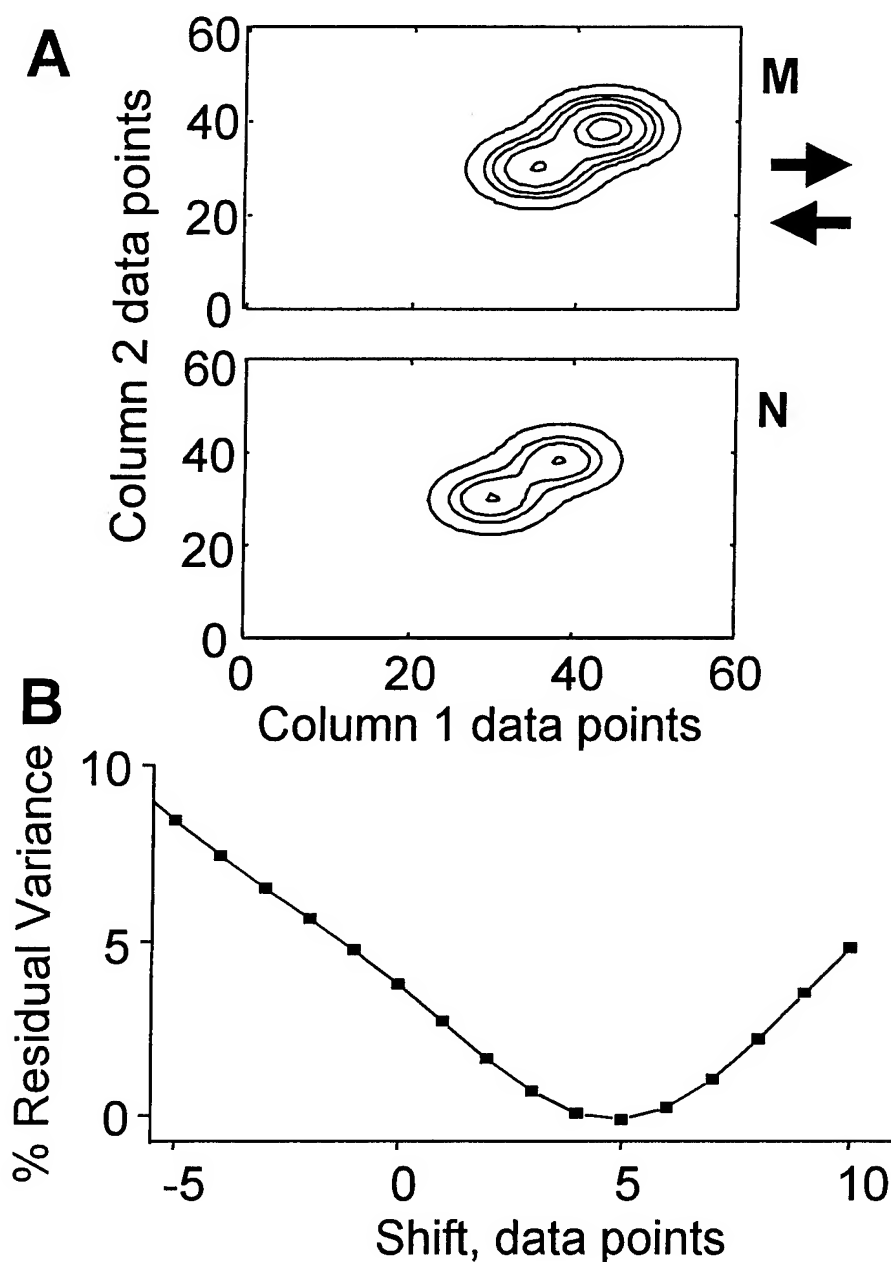 A
M
60
40
20
0
Column 2 data points
N
60
40
20
0
0 20 40 60
Column 1 data points
B
10
5
0
% Residual Variance
-5 0 5 10
Shift, data points